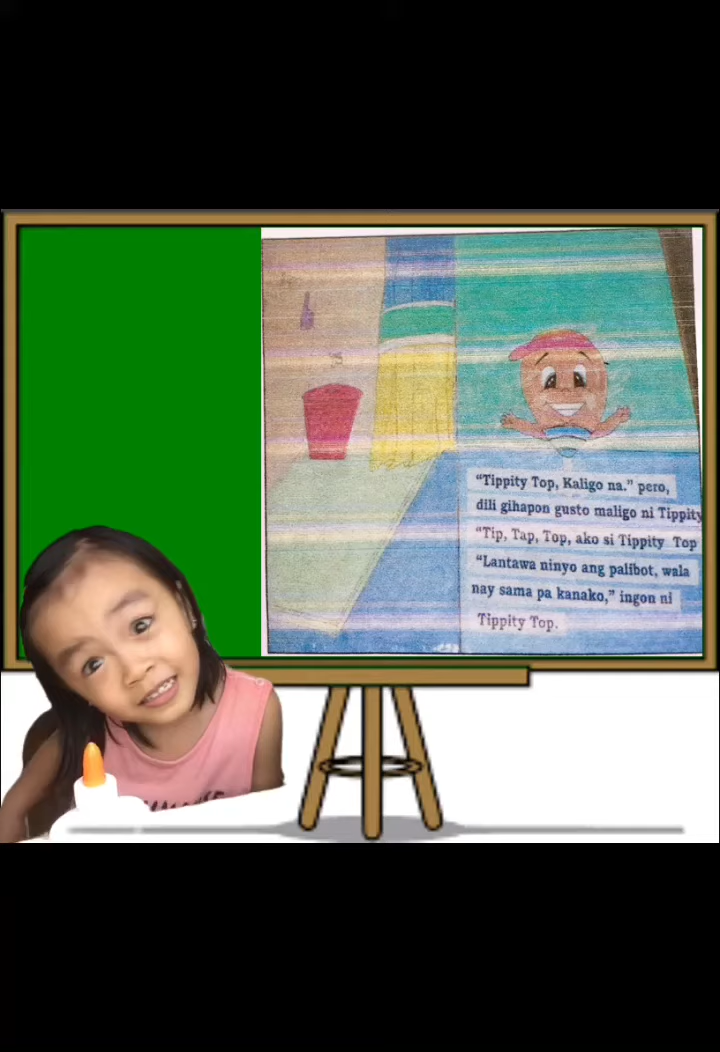 “Tippity Top, Kaligo na.” pero,
dili gihapon gusto maligo ni Tippity
“Tip, Tap, Top, ako si Tippity Top
“Lantawa ninyo ang palibot, wala
nay sama pa kanako,” ingon ni
Tippity Top.